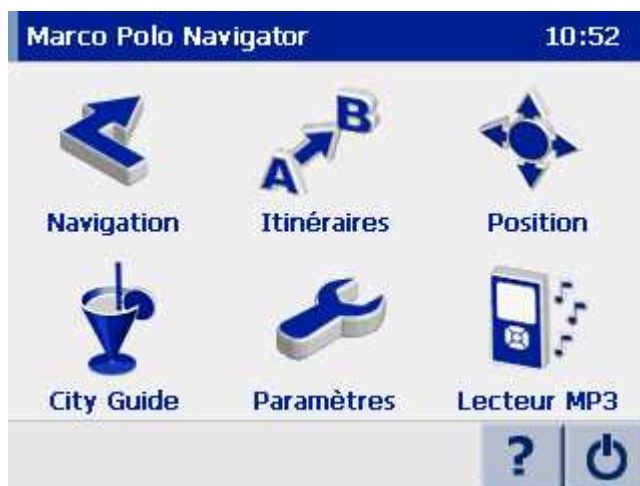 Marco Polo Navigator 10:52
A B
Navigation Itinéraires Position
City Guide Paramètres Lecteur MP3
?